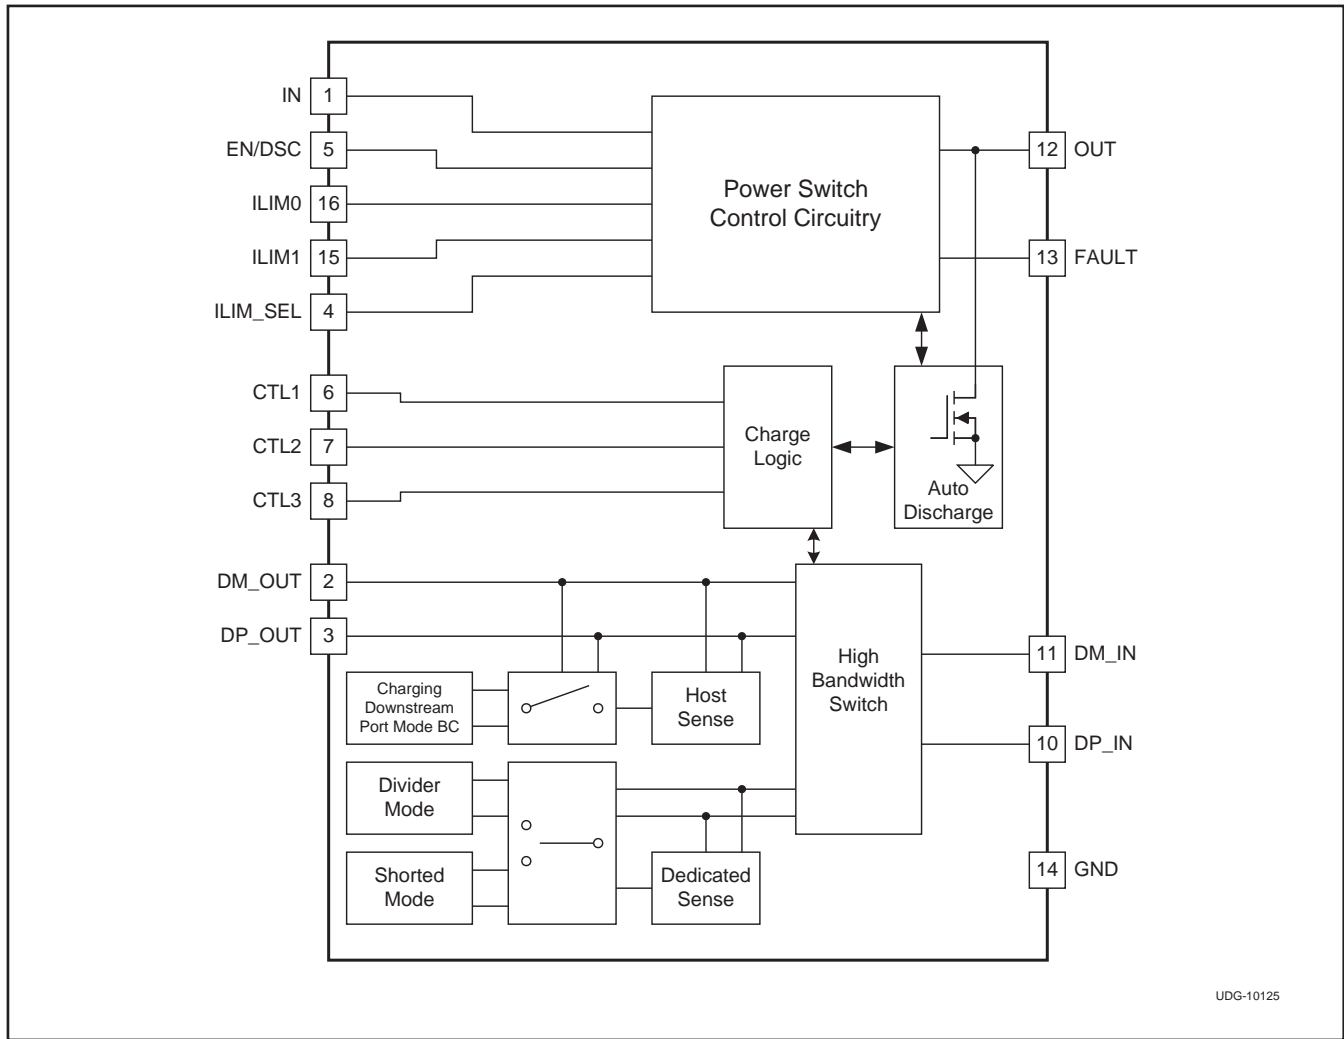 IN 1
EN/DSC 5
ILIM0 16
ILIM1 15
ILIM_SEL 4
Power Switch
Control Circuitry
12 OUT
13 FAULT
CTL1 6
CTL2 7
CTL3 8
Charge
Logic
Auto
Discharge
DM_OUT 2
DP_OUT 3
Charging
Downstream
Port Mode BC
Host
Sense
High
Bandwidth
Switch
11 DM_IN
10 DP_IN
Divider
Mode
Shorted
Mode
Dedicated
Sense
14 GND
UDG-10125